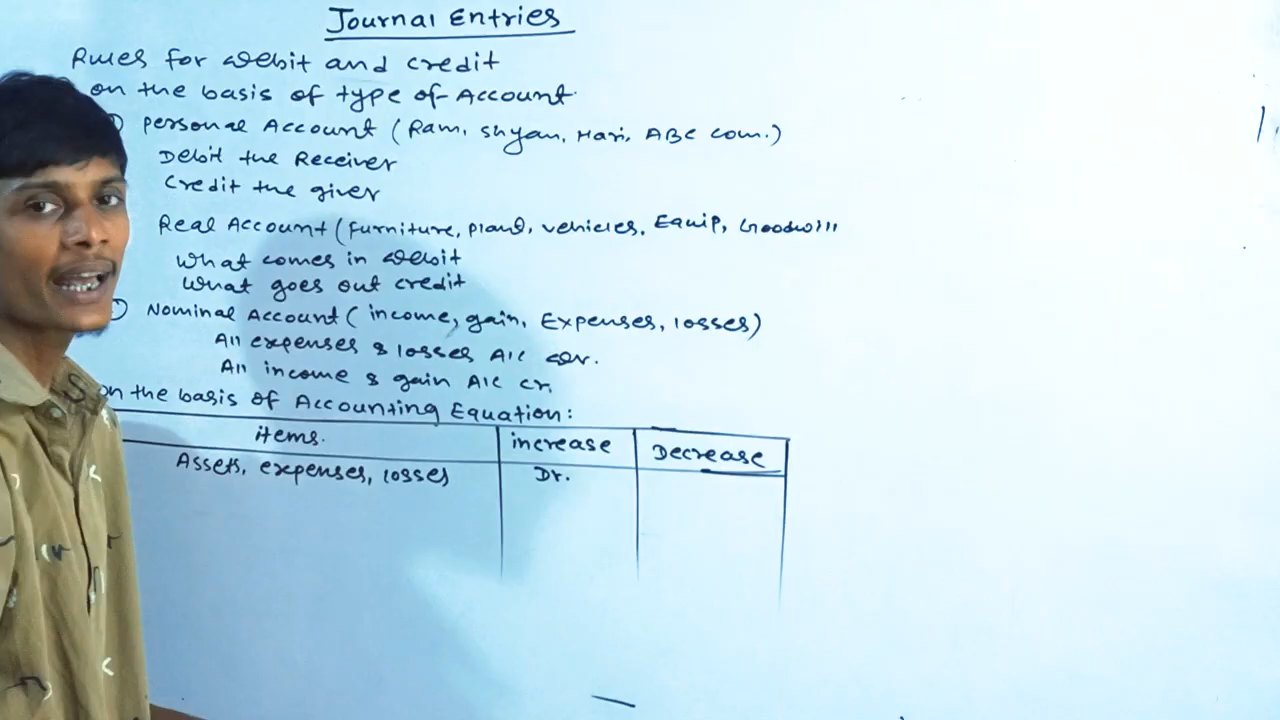 Journal Entries
Rules for Debit and credit
on the basis of type of Account.
Personal Account (Ram, Shyam, Hari, ABC com.)
Debit the Receiver
Credit the giver
Real Account (Furniture, plant, vehicles, Equip, Goodwill
What comes in Debit
What goes out credit
Nominal Account (income, gain, Expenses, losses)
All expenses & losses A/C Dr.
All income & gain A/C cr.
on the basis of Accounting Equation:
items. increase Decrease
Assets, expenses, losses Dr.